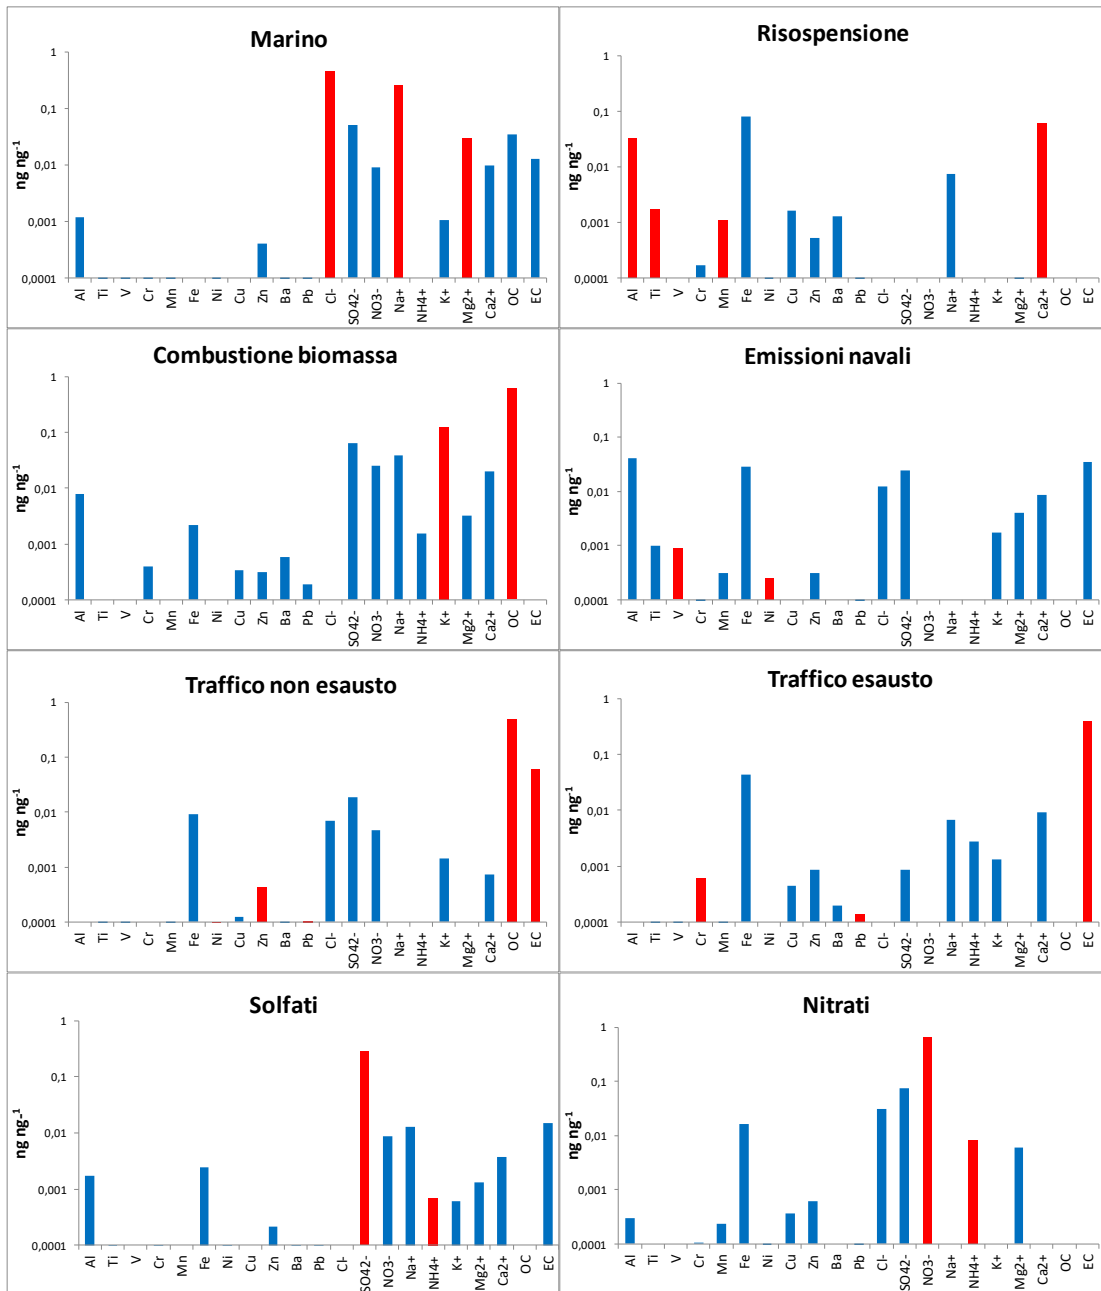 Marino
ng ng-1
1
0,1
0,01
0,001
0,0001
Al Ti V Cr Mn Fe Ni Cu Zn Ba Pb Cl- SO42- NO3- Na+ NH4+ K+ Mg2+ Ca2+ OC EC
Risospensione
ng ng-1
1
0,1
0,01
0,001
0,0001
Al Ti V Cr Mn Fe Ni Cu Zn Ba Pb Cl- SO42- NO3- Na+ NH4+ K+ Mg2+ Ca2+ OC EC
Combustione biomassa
ng ng-1
1
0,1
0,01
0,001
0,0001
Al Ti V Cr Mn Fe Ni Cu Zn Ba Pb Cl- SO42- NO3- Na+ NH4+ K+ Mg2+ Ca2+ OC EC
Emissioni navali
ng ng-1
1
0,1
0,01
0,001
0,0001
Al Ti V Cr Mn Fe Ni Cu Zn Ba Pb Cl- SO42- NO3- Na+ NH4+ K+ Mg2+ Ca2+ OC EC
Traffico non esausto
ng ng-1
1
0,1
0,01
0,001
0,0001
Al Ti V Cr Mn Fe Ni Cu Zn Ba Pb Cl- SO42- NO3- Na+ NH4+ K+ Mg2+ Ca2+ OC EC
Traffico esausto
ng ng-1
1
0,1
0,01
0,001
0,0001
Al Ti V Cr Mn Fe Ni Cu Zn Ba Pb Cl- SO42- NO3- Na+ NH4+ K+ Mg2+ Ca2+ OC EC
Solfati
ng ng-1
1
0,1
0,01
0,001
0,0001
Al Ti V Cr Mn Fe Ni Cu Zn Ba Pb Cl- SO42- NO3- Na+ NH4+ K+ Mg2+ Ca2+ OC EC
Nitrati
ng ng-1
1
0,1
0,01
0,001
0,0001
Al Ti V Cr Mn Fe Ni Cu Zn Ba Pb Cl- SO42- NO3- Na+ NH4+ K+ Mg2+ Ca2+ OC EC